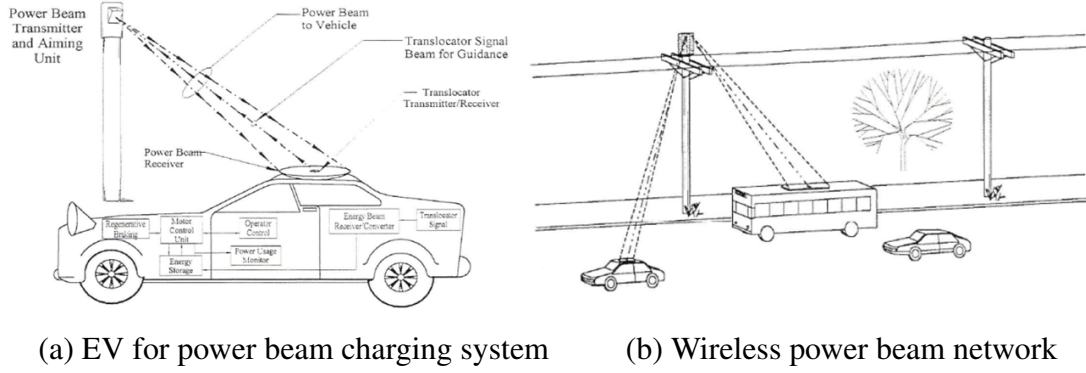 Power Beam
Transmitter
and Aiming
Unit
Power Beam
to Vehicle
Translocator Signal
Beam for Guidance
Translocator
Transmitter/Receiver
Power Beam
Receiver
Regenerative
Braking
Motor
Control
Unit
Operator
Control
Energy Beam
Receiver/Converter
Translocator
Signal
Energy
Storage
Power Usage
Monitor
(a) EV for power beam charging system
(b) Wireless power beam network